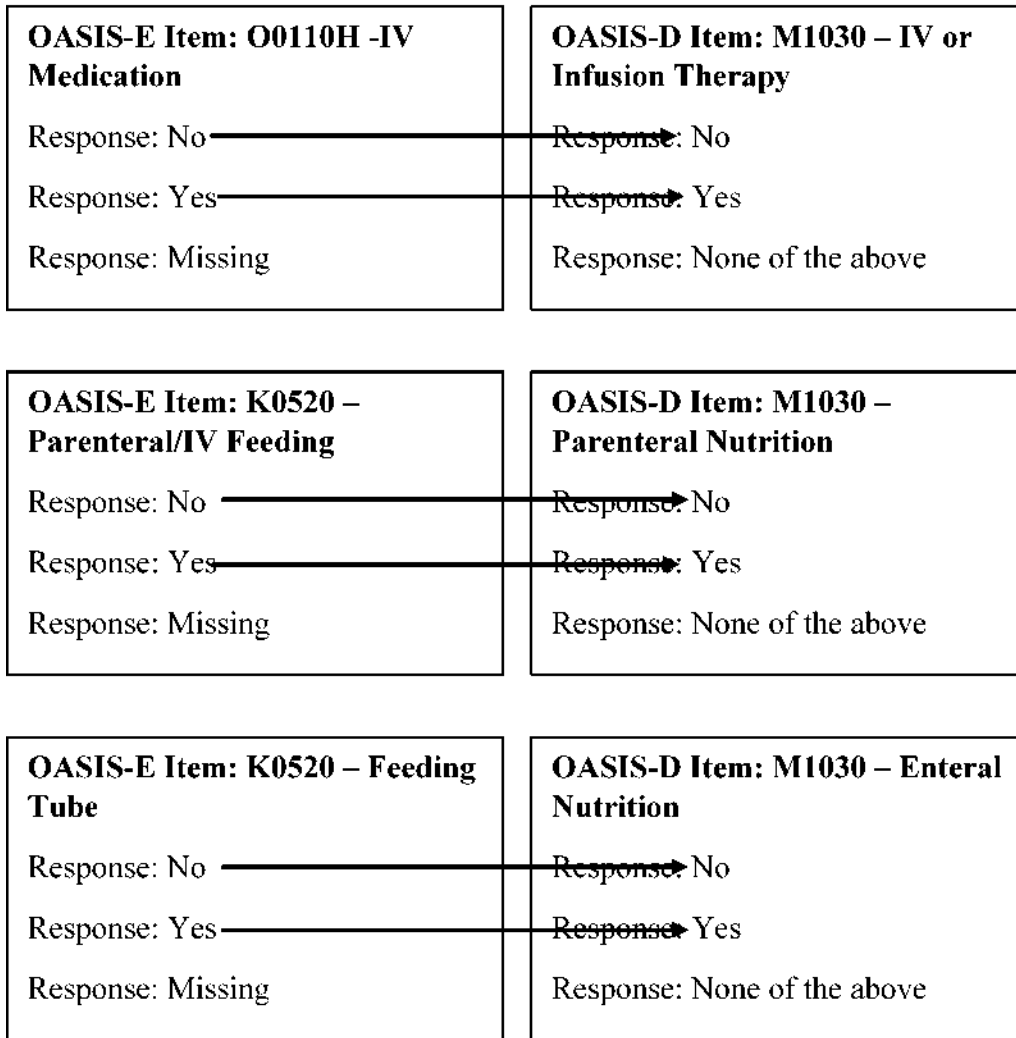 OASIS-E Item: O0110H -IV
Medication
Response: No
Response: Yes
Response: Missing
OASIS-D Item: M1030 – IV or
Infusion Therapy
Response: No
Response: Yes
Response: None of the above
OASIS-E Item: K0520 –
Parenteral/IV Feeding
Response: No
Response: Yes
Response: Missing
OASIS-D Item: M1030 –
Parenteral Nutrition
Response: No
Response: Yes
Response: None of the above
OASIS-E Item: K0520 – Feeding
Tube
Response: No
Response: Yes
Response: Missing
OASIS-D Item: M1030 – Enteral
Nutrition
Response: No
Response: Yes
Response: None of the above